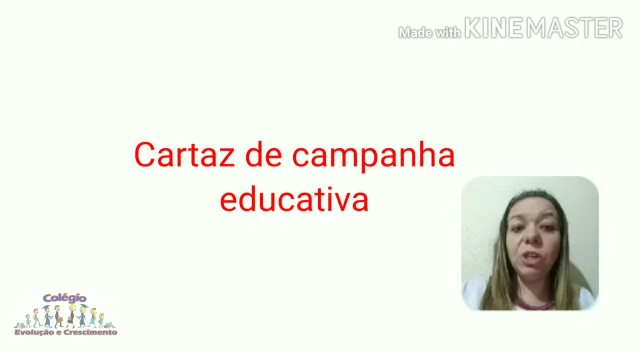 Made with KINEMASTER
Cartaz de campanha
educativa
Colégio
Evolução e Crescimento